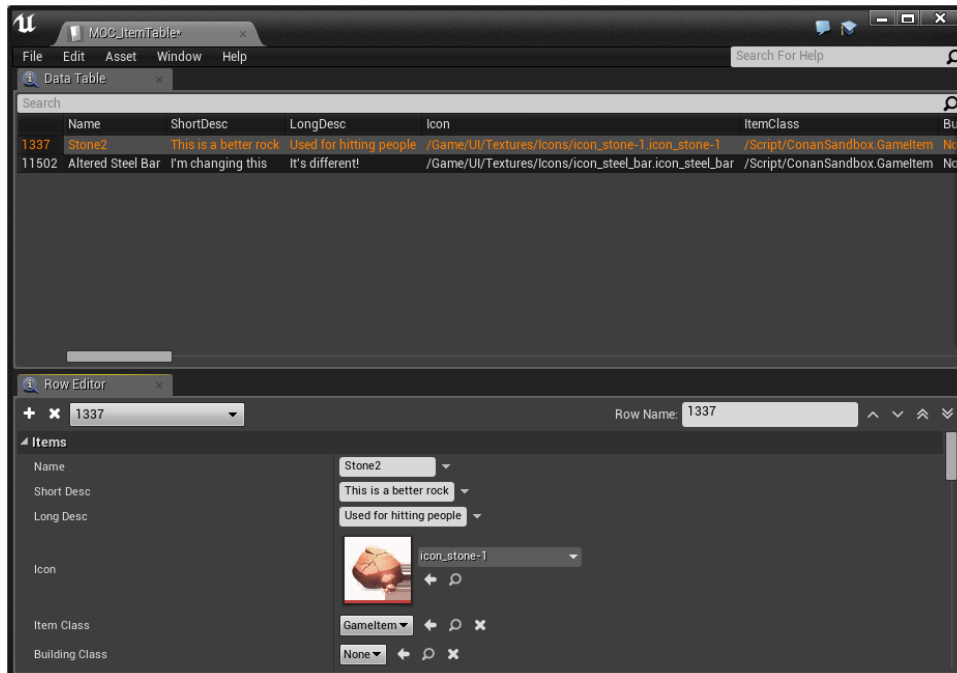 MOC_ItemTable*
File Edit Asset Window Help Search For Help
Data Table
Search
Name ShortDesc LongDesc Icon ItemClass Bu
1337 Stone2 This is a better rock Used for hitting people /Game/UI/Textures/Icons/icon_stone-1.icon_stone-1 /Script/ConanSandbox.GameItem No
11502 Altered Steel Bar I'm changing this It's different! /Game/UI/Textures/Icons/icon_steel_bar.icon_steel_bar /Script/ConanSandbox.GameItem No
Row Editor
1337 Row Name: 1337
Items
Name Stone2
Short Desc This is a better rock
Long Desc Used for hitting people
Icon icon_stone-1
Item Class GameItem
Building Class None